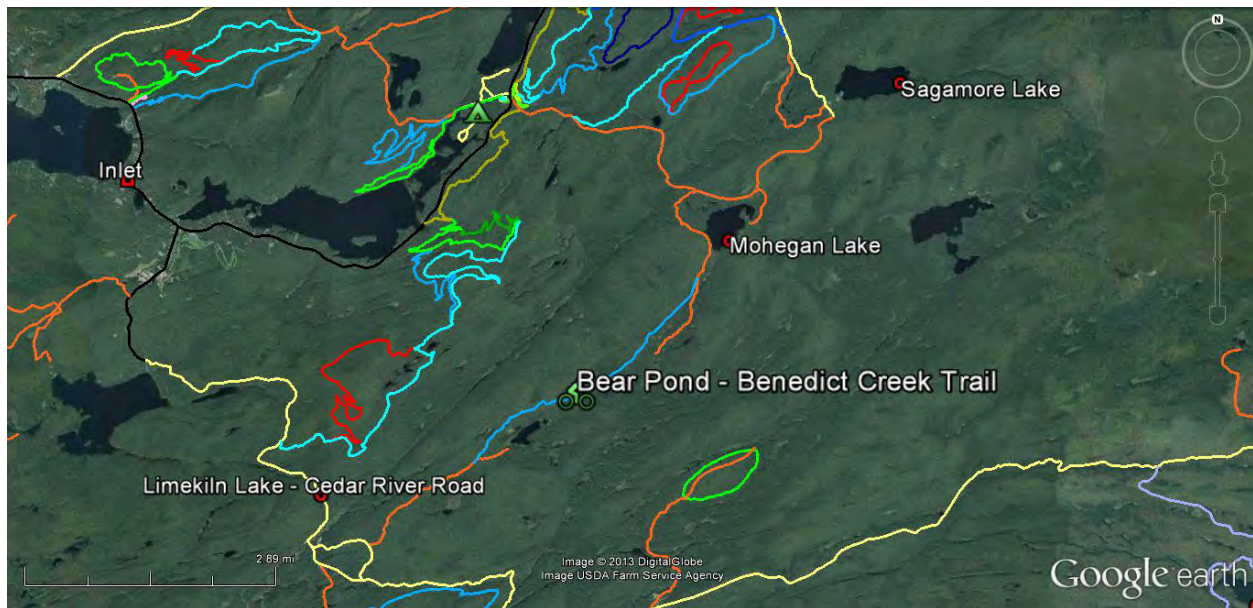 N
Sagamore Lake
Inlet
Mohegan Lake
Bear Pond - Benedict Creek Trail
Limekiln Lake - Cedar River Road
2.89 mi
Image © 2013 DigitalGlobe
Image USDA Farm Service Agency
Google earth